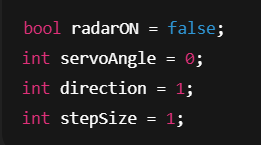 bool radarON = false;
int servoAngle = 0;
int direction = 1;
int stepSize = 1;